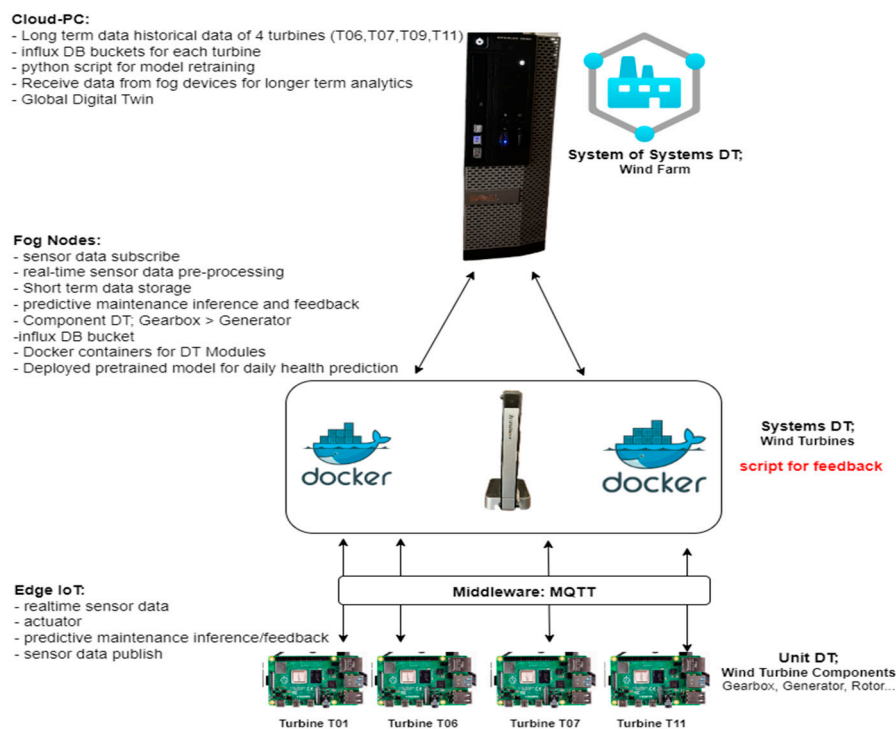 Cloud-PC:
- Long term data historical data of 4 turbines (T06,T07,T09,T11)
- influx DB buckets for each turbine
- python script for model retraining
- Receive data from fog devices for longer term analytics
- Global Digital Twin
System of Systems DT;
Wind Farm
Fog Nodes:
- sensor data subscribe
- real-time sensor data pre-processing
- Short term data storage
- predictive maintenance inference and feedback
- Component DT; Gearbox > Generator
-influx DB bucket
- Docker containers for DT Modules
- Deployed pretrained model for daily health prediction
docker
docker
Systems DT;
Wind Turbines
script for feedback
Middleware: MQTT
Edge IoT:
- realtime sensor data
- actuator
- predictive maintenance inference/feedback
- sensor data publish
Unit DT;
Wind Turbine Components
Gearbox, Generator, Rotor...
Turbine T01
Turbine T06
Turbine T07
Turbine T11